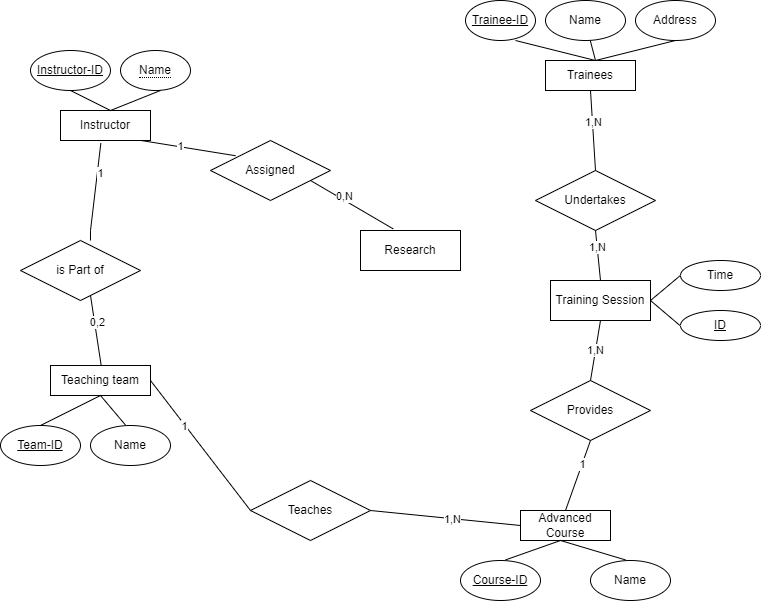 Trainee-ID
Name
Address
Instructor-ID
Name
Trainees
Instructor
1,N
1
Assigned
1
0,N
Undertakes
Research
1,N
is Part of
Time
Training Session
0,2
ID
1,N
Teaching team
Provides
1
Team-ID
Name
1
Teaches
1,N
Advanced
Course
Course-ID
Name